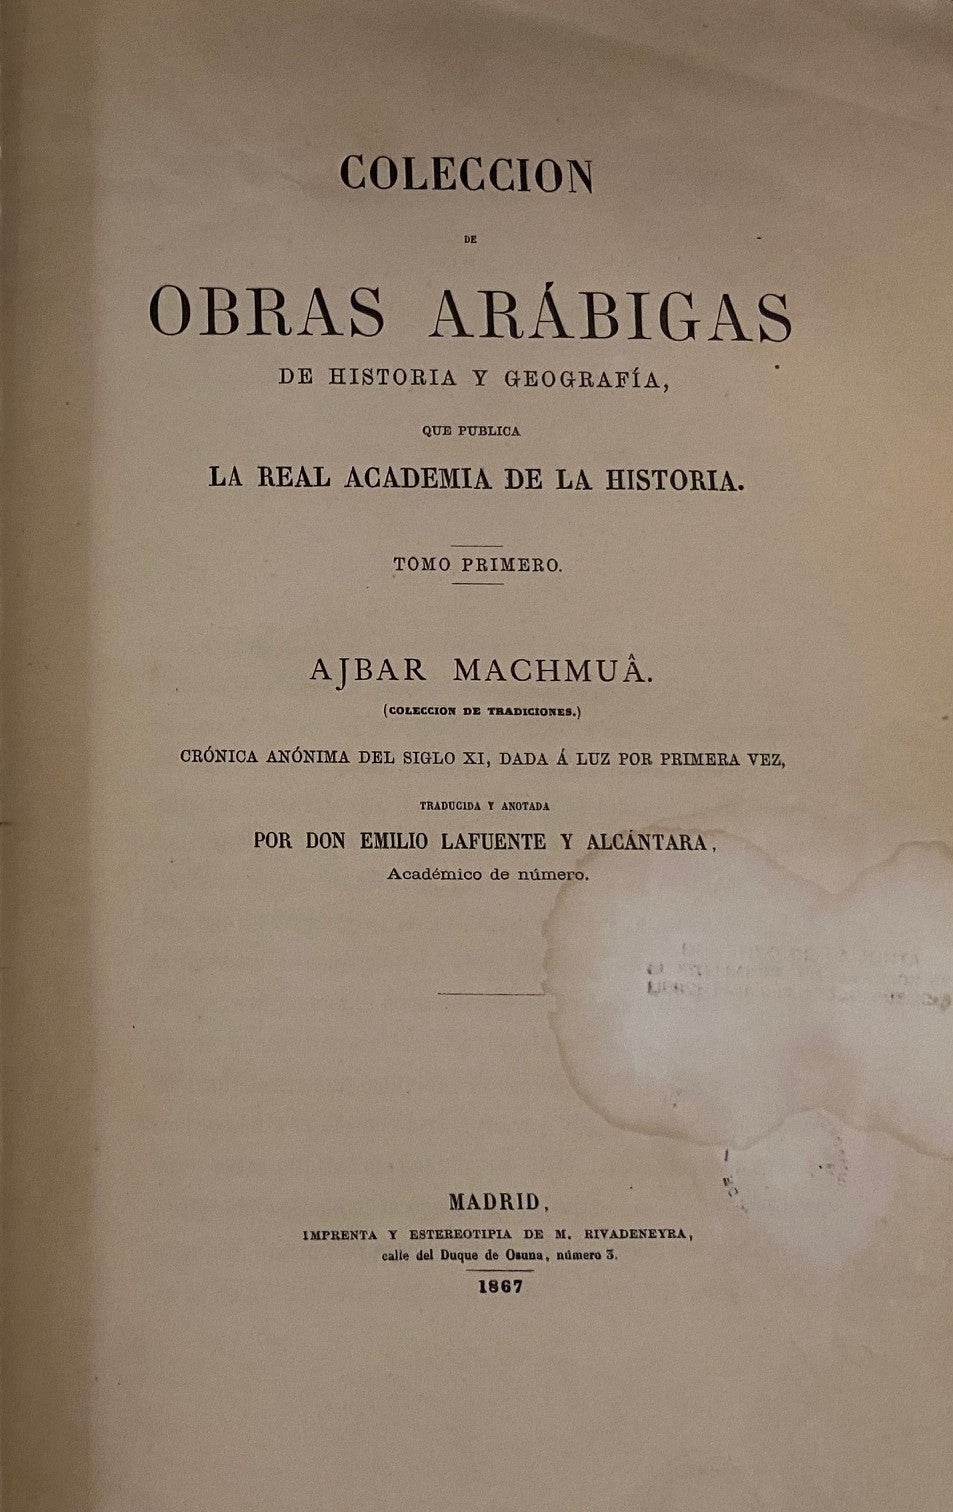 COLECCION
DE
OBRAS ARÁBIGAS
DE HISTORIA Y GEOGRAFÍA,
QUE PUBLICA
LA REAL ACADEMIA DE LA HISTORIA.
TOMO PRIMERO.
AJBAR MACHMUÂ.
(COLECCION DE TRADICIONES.)
CRÓNICA ANÓNIMA DEL SIGLO XI, DADA Á LUZ POR PRIMERA VEZ,
TRADUCIDA Y ANOTADA
POR DON EMILIO LAFUENTE Y ALCÁNTARA,
Académico de número.
MADRID,
IMPRENTA Y ESTEREOTIPIA DE M. RIVADENEYRA,
calle del Duque de Osuna, número 3.
1867